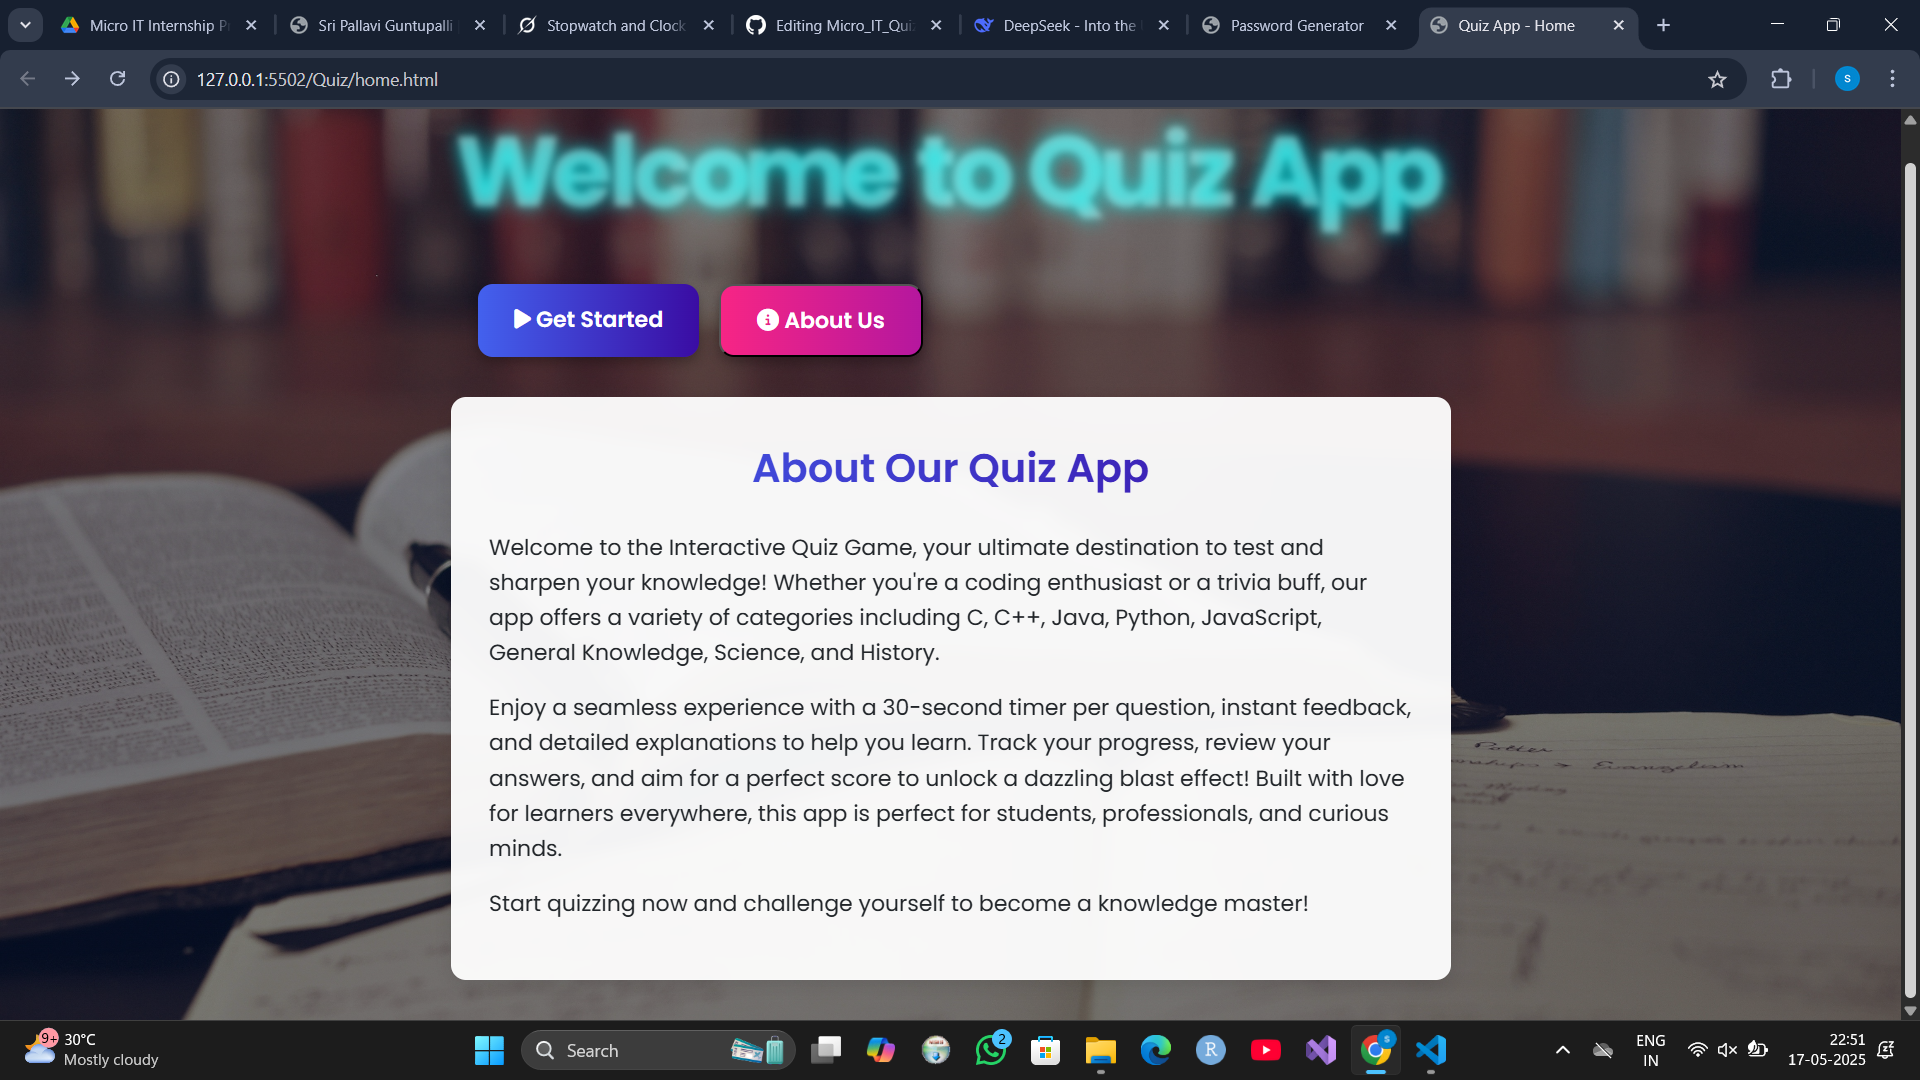 Micro IT Internship P
Sri Pallavi Guntupalli
Stopwatch and Clock
Editing Micro_IT_Qui
DeepSeek - Into the
Password Generator
Quiz App - Home
127.0.0.1:5502/Quiz/home.html
S
Welcome to Quiz App
Get Started
About Us
About Our Quiz App
Welcome to the Interactive Quiz Game, your ultimate destination to test and
sharpen your knowledge! Whether you're a coding enthusiast or a trivia buff, our
app offers a variety of categories including C, C++, Java, Python, JavaScript,
General Knowledge, Science, and History.
Enjoy a seamless experience with a 30-second timer per question, instant feedback,
and detailed explanations to help you learn. Track your progress, review your
answers, and aim for a perfect score to unlock a dazzling blast effect! Built with love
for learners everywhere, this app is perfect for students, professionals, and curious
minds.
Start quizzing now and challenge yourself to become a knowledge master!
Potter
Evangelism
9+
30°C
Mostly cloudy
Search
2
R
S
ENG
IN
22:51
17-05-2025